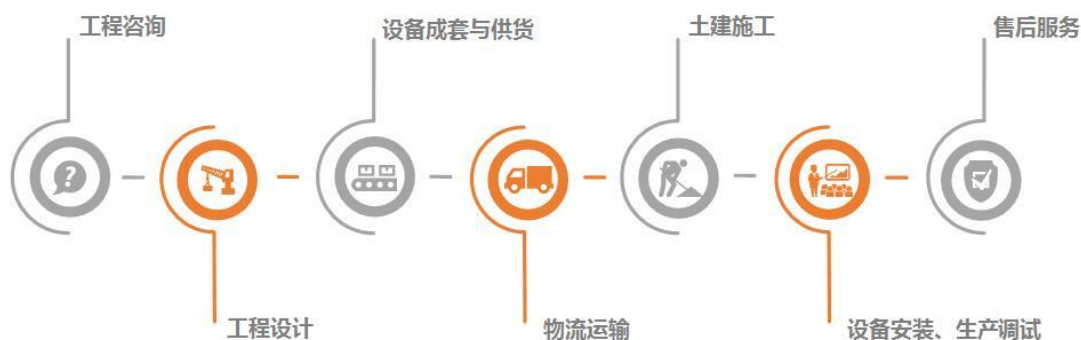 工程咨询
设备成套与供货
土建施工
售后服务
工程设计
物流运输
设备安装、生产调试